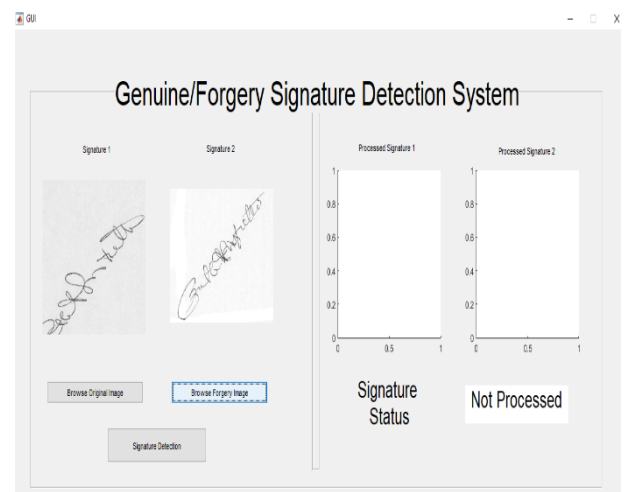 GUI
Genuine/Forgery Signature Detection System
Signature 1
Signature 2
Processed Signature 1
Processed Signature 2
1
0.8
0.6
0.4
0.2
0
0
0.5
1
1
0.8
0.6
0.4
0.2
0
0
0.5
1
Browse Original Image
Browse Forgery Image
Signature Detection
Signature
Status
Not Processed